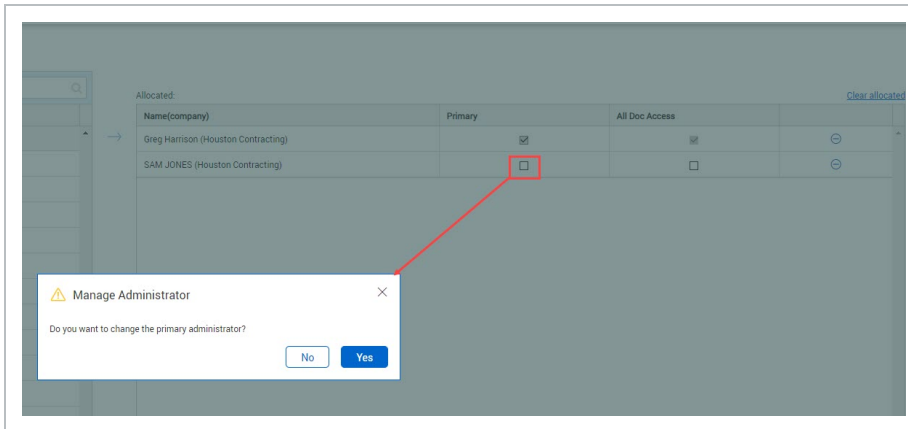 Allocated:
Clear allocated
Name(company) Primary All Doc Access
Greg Harrison (Houston Contracting)
SAM JONES (Houston Contracting)
Manage Administrator
Do you want to change the primary administrator?
No Yes